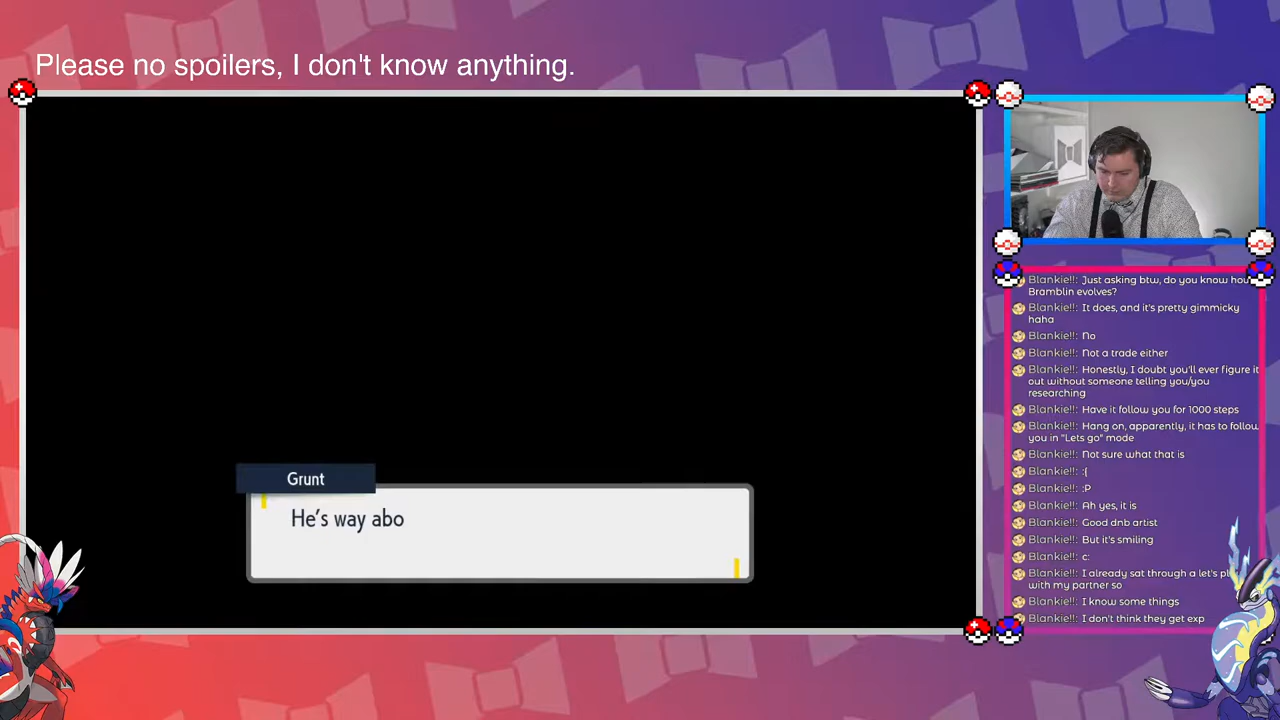 Please no spoilers, I don't know anything.
Grunt
He's way abo
Blankie!!: Just asking btw, do you know
Bramblin evolves?
Blankie!!: It does, and it's pretty gimmicky
haha
Blankie!!: No
Blankie!!: Not a trade either
Blankie!!: Honestly, I doubt you'll ever figure it
out without someone telling you/you
researching
Blankie!!: Have it follow you for 1000 steps
Blankie!!: Hang on, apparently, it has to follow
you in "Lets go" mode
Blankie!!: Not sure what that is
Blankie!!: :(
Blankie!!: :P
Blankie!!: Ah yes, it is
Blankie!!: Good dnb artist
Blankie!!: But it's smiling
Blankie!!: c:
Blankie!!: I already sat through a let's
with my partner so
Blankie!!: I know some things
Blankie!!: I don't think they get exp